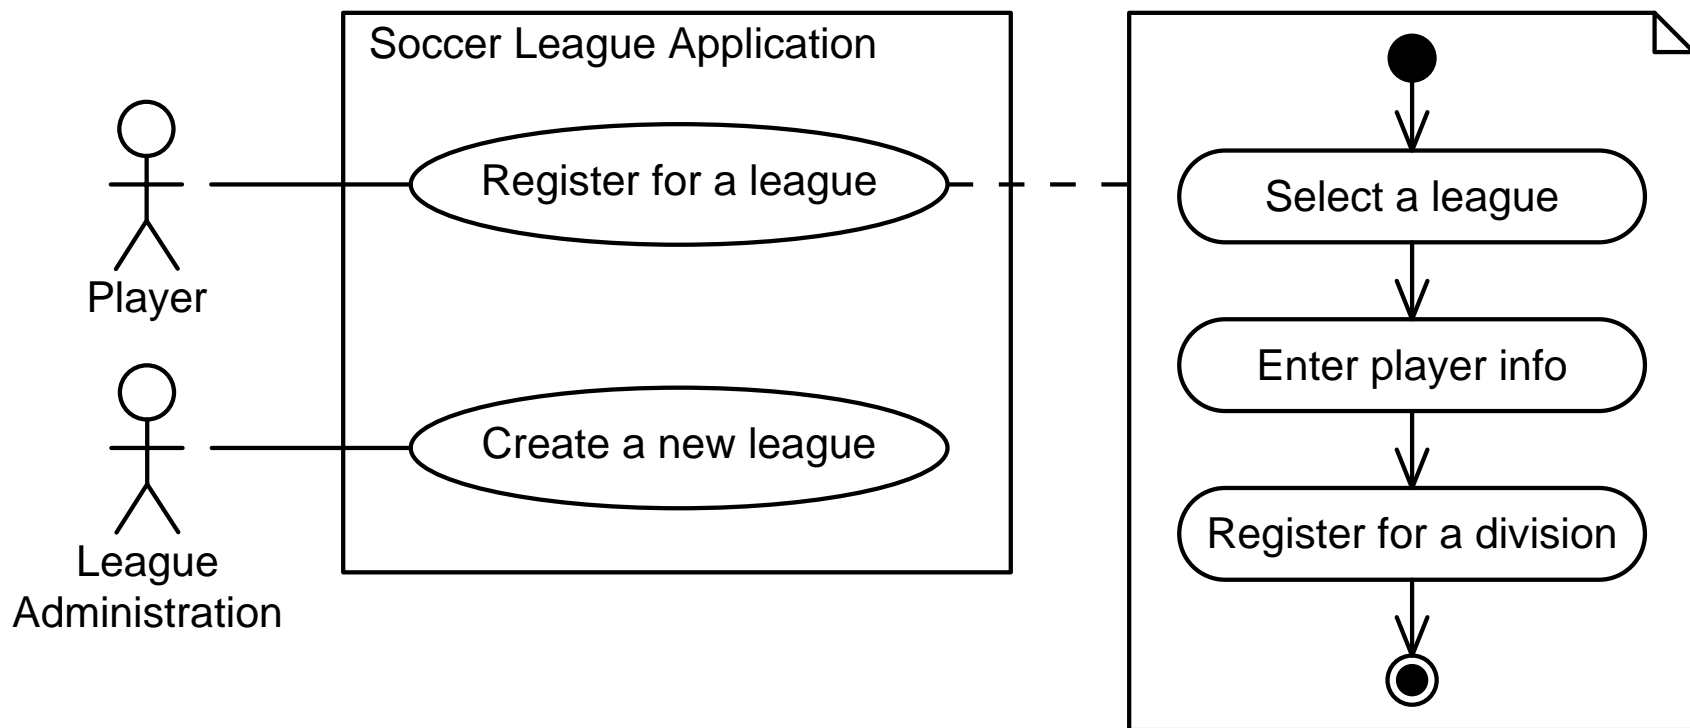 Soccer League Application
Register for a league
Player
Create a new league
League
Administration
Select a league
Enter player info
Register for a division